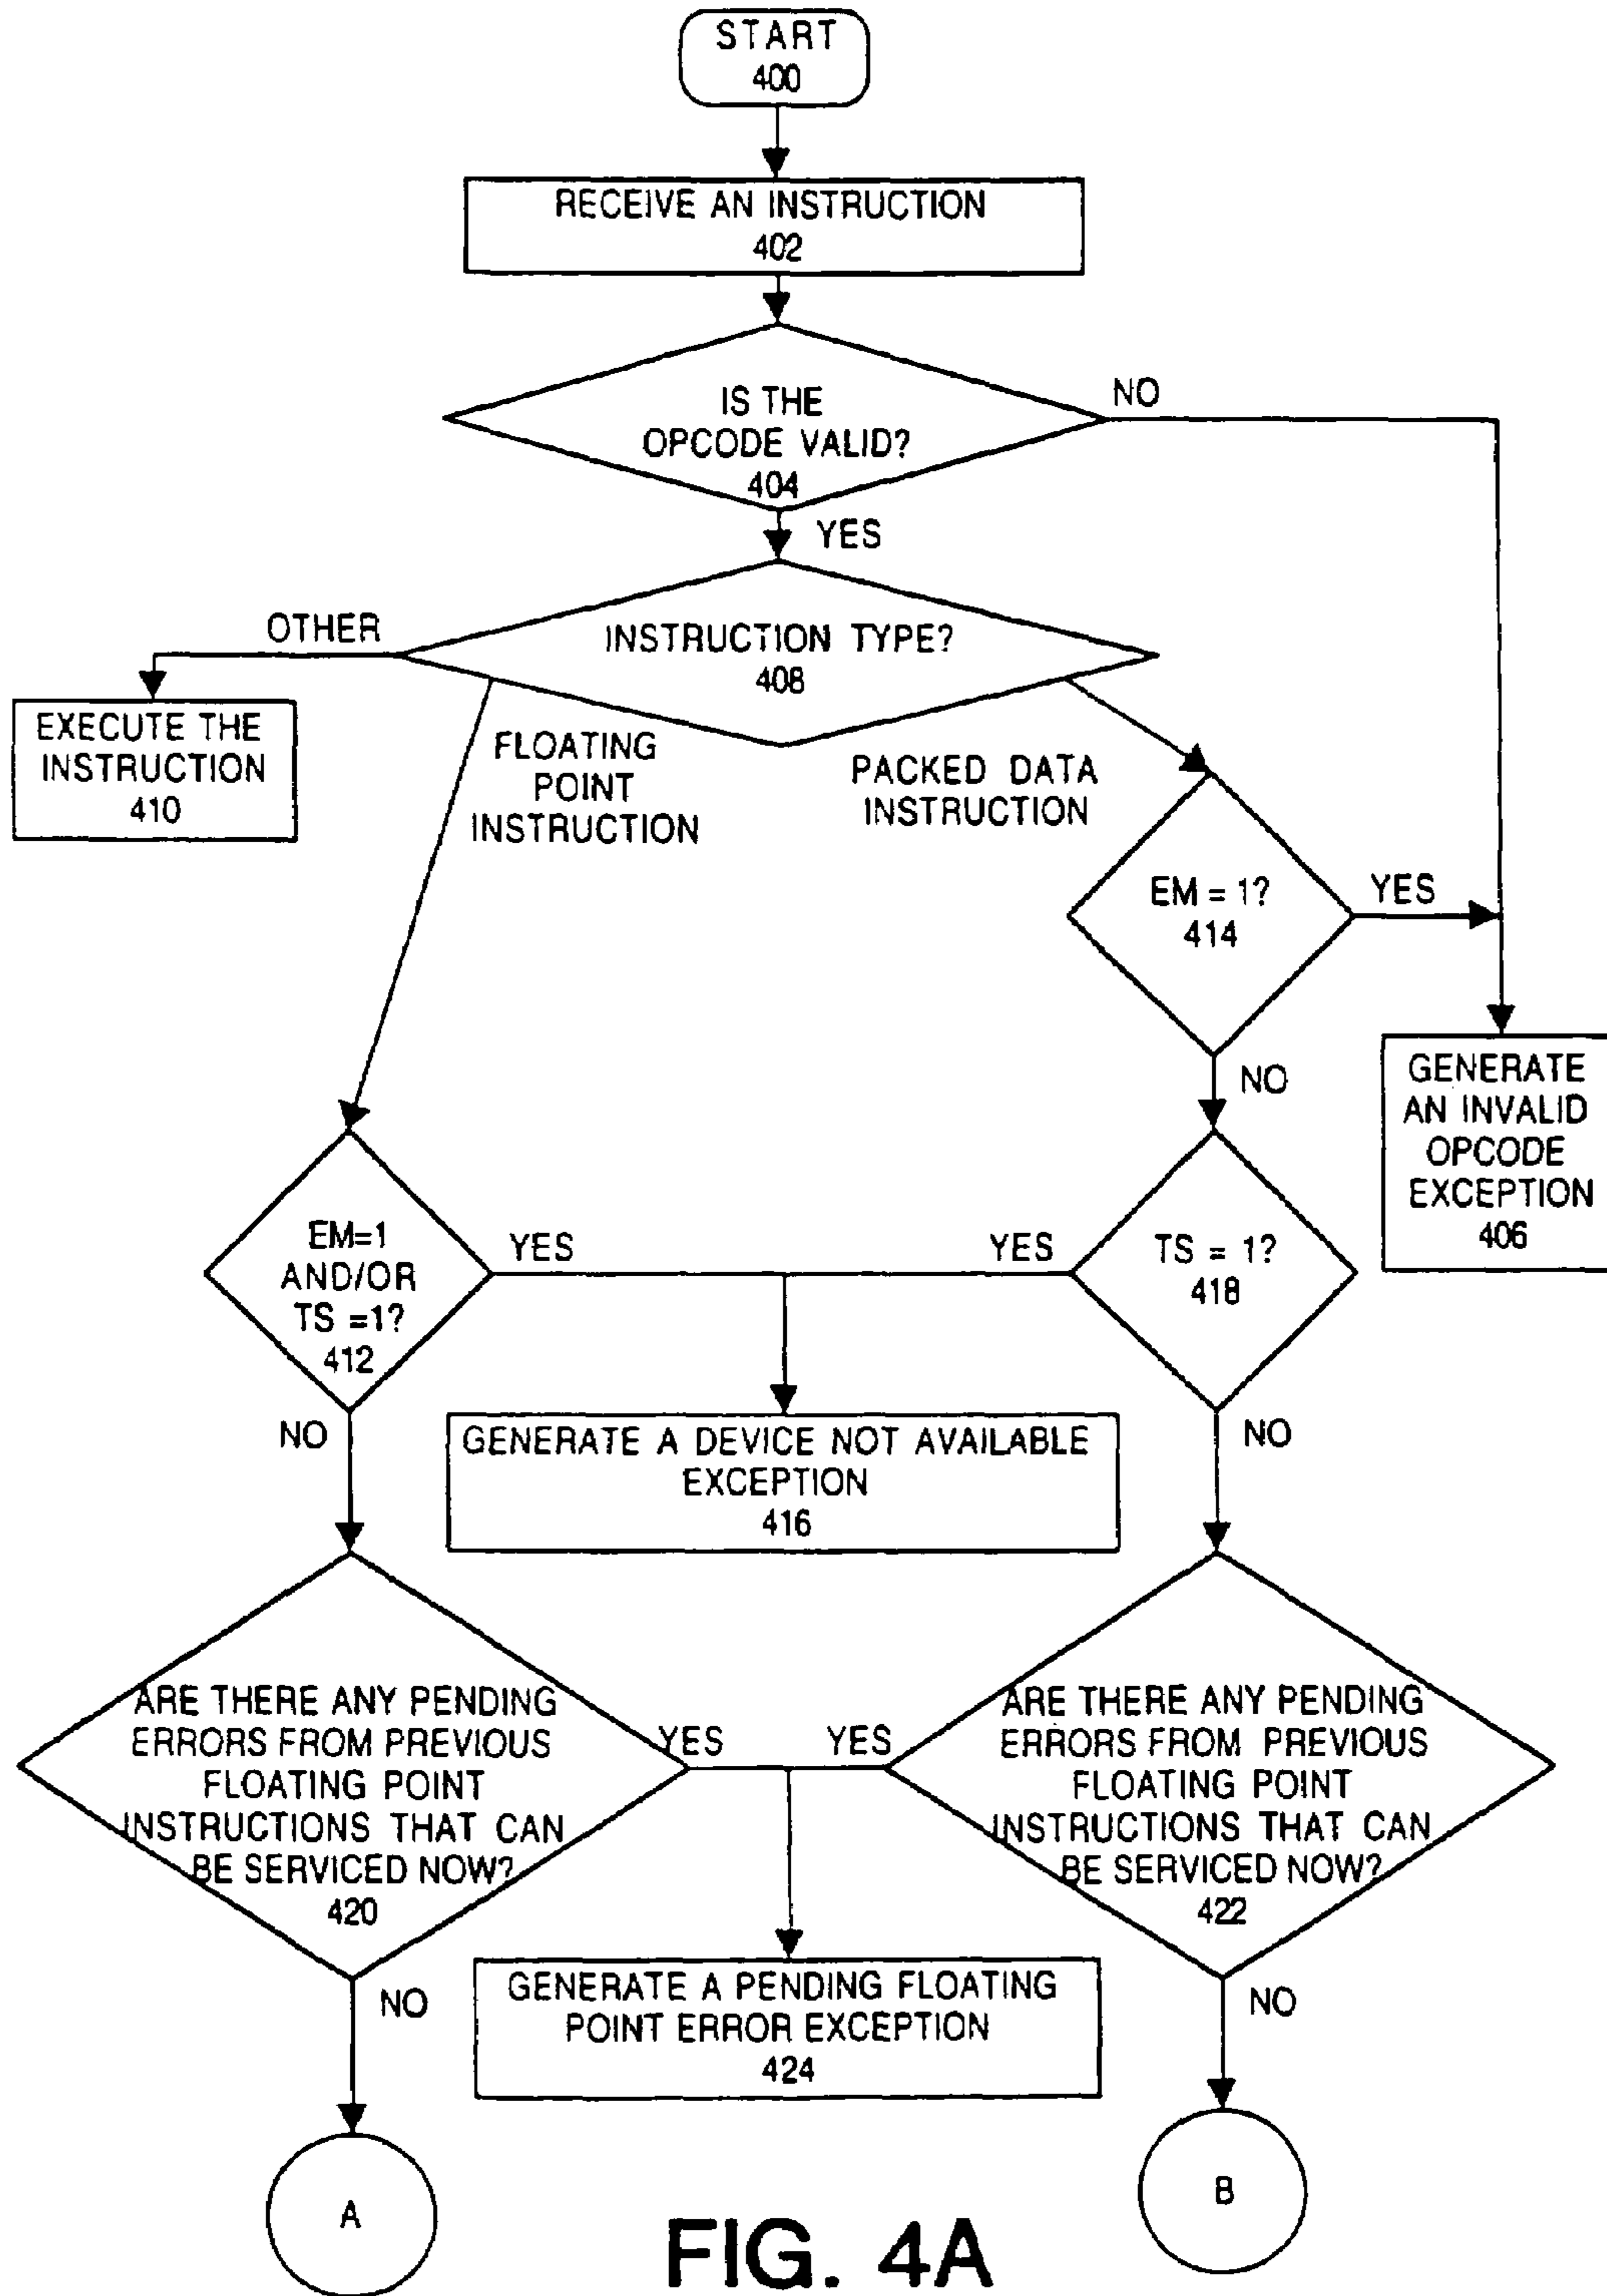 START
400
RECEIVE AN INSTRUCTION
402
IS THE
OPCODE VALID?
404
NO
YES
INSTRUCTION TYPE?
408
OTHER
EXECUTE THE
INSTRUCTION
410
FLOATING
POINT
INSTRUCTION
PACKED DATA
INSTRUCTION
EM = 1?
414
YES
NO
GENERATE
AN INVALID
OPCODE
EXCEPTION
406
EM=1
AND/OR
TS =1?
412
YES
YES
TS = 1?
418
NO
GENERATE A DEVICE NOT AVAILABLE
EXCEPTION
416
NO
ARE THERE ANY PENDING
ERRORS FROM PREVIOUS
FLOATING POINT
INSTRUCTIONS THAT CAN
BE SERVICED NOW?
420
YES
YES
ARE THERE ANY PENDING
ERRORS FROM PREVIOUS
FLOATING POINT
INSTRUCTIONS THAT CAN
BE SERVICED NOW?
422
NO
GENERATE A PENDING FLOATING
POINT ERROR EXCEPTION
424
NO
A
B
FIG. 4A